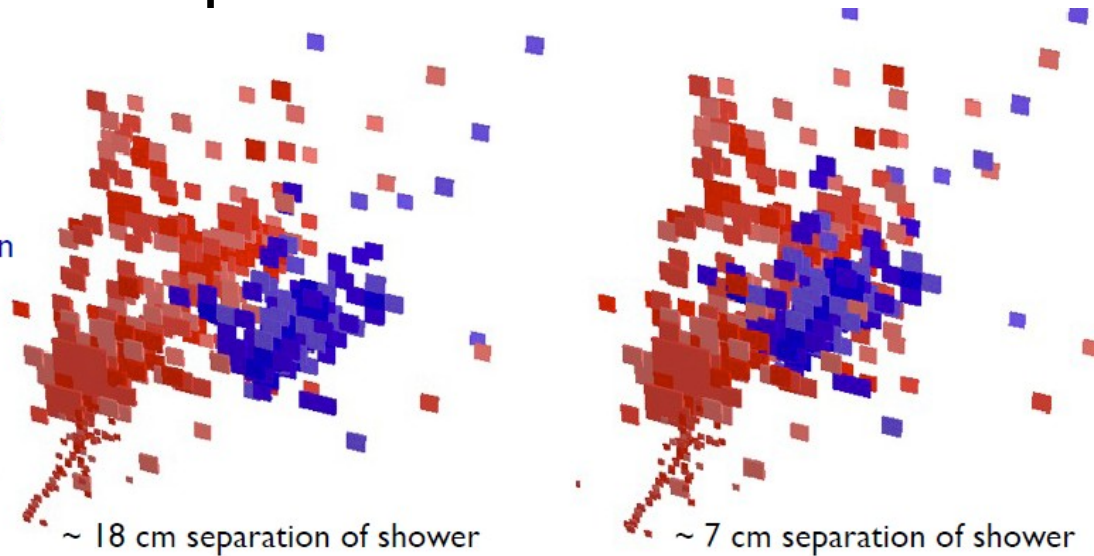 n
~ 18 cm separation of shower
~ 7 cm separation of shower